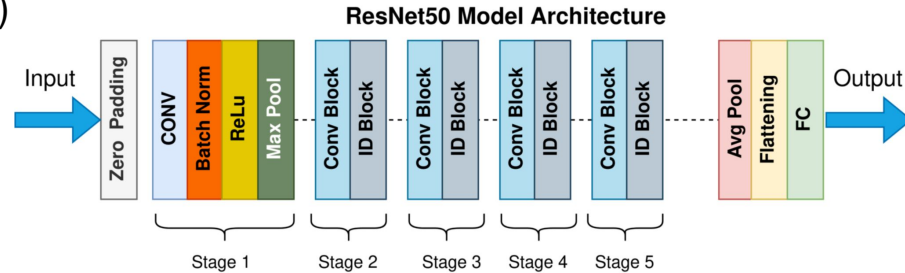 )
ResNet50 Model Architecture
Input
Zero Padding
CONV
Batch Norm
ReLu
Max Pool
Conv Block
ID Block
Conv Block
ID Block
Conv Block
ID Block
Conv Block
ID Block
Avg Pool
Flattening
FC
Output
Stage 1
Stage 2
Stage 3
Stage 4
Stage 5